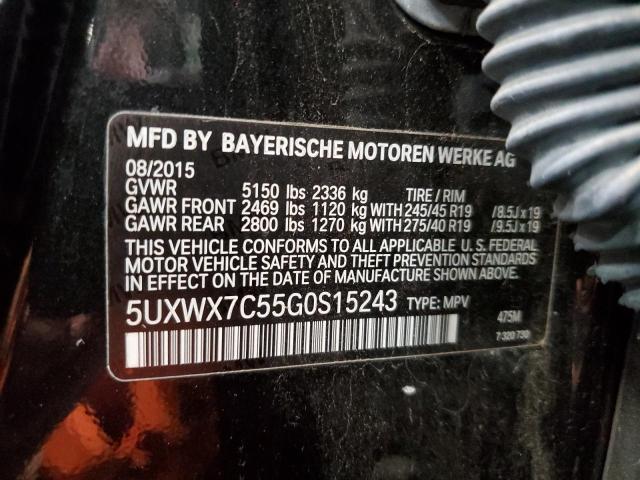 MFD BY BAYERISCHE MOTOREN WERKE AG
08/2015
GVWR 5150 lbs 2336 kg TIRE / RIM
GAWR FRONT 2469 lbs 1120 kg WITH 245/45 R19 /8.5J x 19
GAWR REAR 2800 lbs 1270 kg WITH 275/40 R19 /9.5J x 19
THIS VEHICLE CONFORMS TO ALL APPLICABLE U. S. FEDERAL
MOTOR VEHICLE SAFETY AND THEFT PREVENTION STANDARDS
IN EFFECT ON THE DATE OF MANUFACTURE SHOWN ABOVE.
5UXWX7C55G0S15243 TYPE: MPV 475M
7 320 730